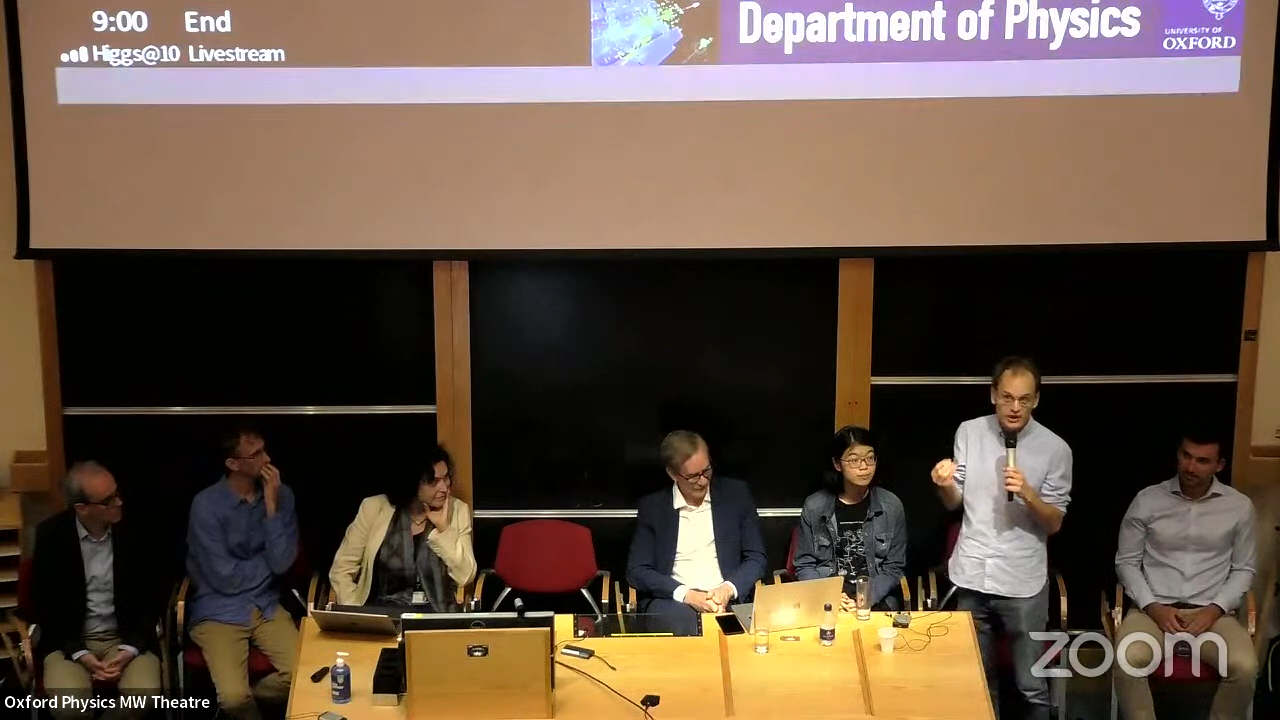 9:00 End
Higgs@10 Livestream
Department of Physics
UNIVERSITY OF
OXFORD
zoom
Oxford Physics MW Theatre